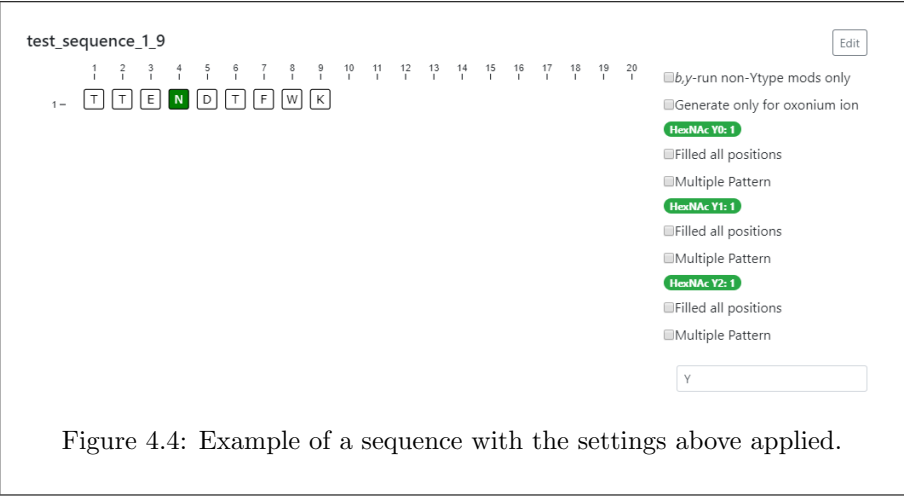 test_sequence_1_9
Edit
1 2 3 4 5 6 7 8 9 10 11 12 13 14 15 16 17 18 19 20
1 – T T E N D T F W K
b,y-run non-Ytype mods only
Generate only for oxonium ion
HexNAc Y0: 1
Filled all positions
Multiple Pattern
HexNAc Y1: 1
Filled all positions
Multiple Pattern
HexNAc Y2: 1
Filled all positions
Multiple Pattern
Y
Figure 4.4: Example of a sequence with the settings above applied.